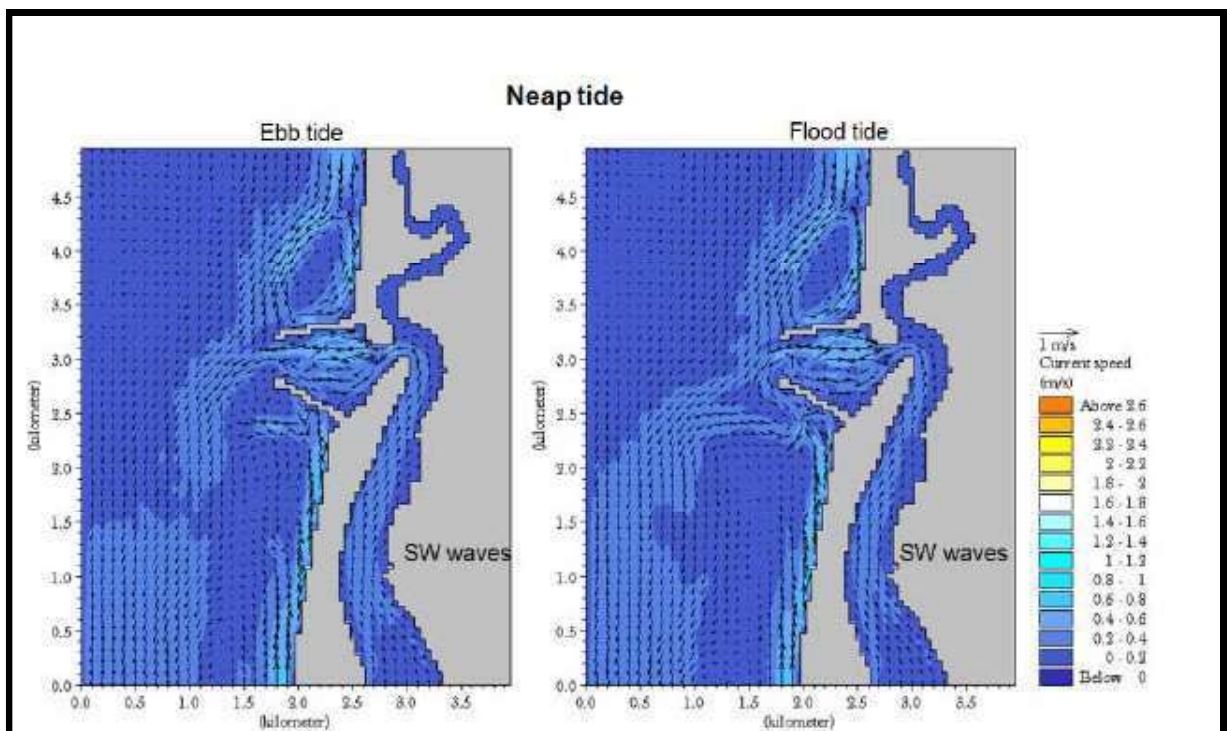 Neap tide
Ebb tide
Flood tide
4.5
4.0
3.5
3.0
2.5
2.0
1.5
1.0
0.5
0.0
(kilometer)
SW waves
0.0 0.5 1.0 1.5 2.0 2.5 3.0 3.5
(kilometer)
4.5
4.0
3.5
3.0
2.5
2.0
1.5
1.0
0.5
0.0
(kilometer)
SW waves
0.0 0.5 1.0 1.5 2.0 2.5 3.0 3.5
(kilometer)
1 m/s
Current speed
(m/s)
Above 2.6
2.4 - 2.6
2.2 - 2.4
2 - 2.2
1.8 - 2
1.6 - 1.8
1.4 - 1.6
1.2 - 1.4
1 - 1.2
0.8 - 1
0.6 - 0.8
0.4 - 0.6
0.2 - 0.4
0 - 0.2
Below 0